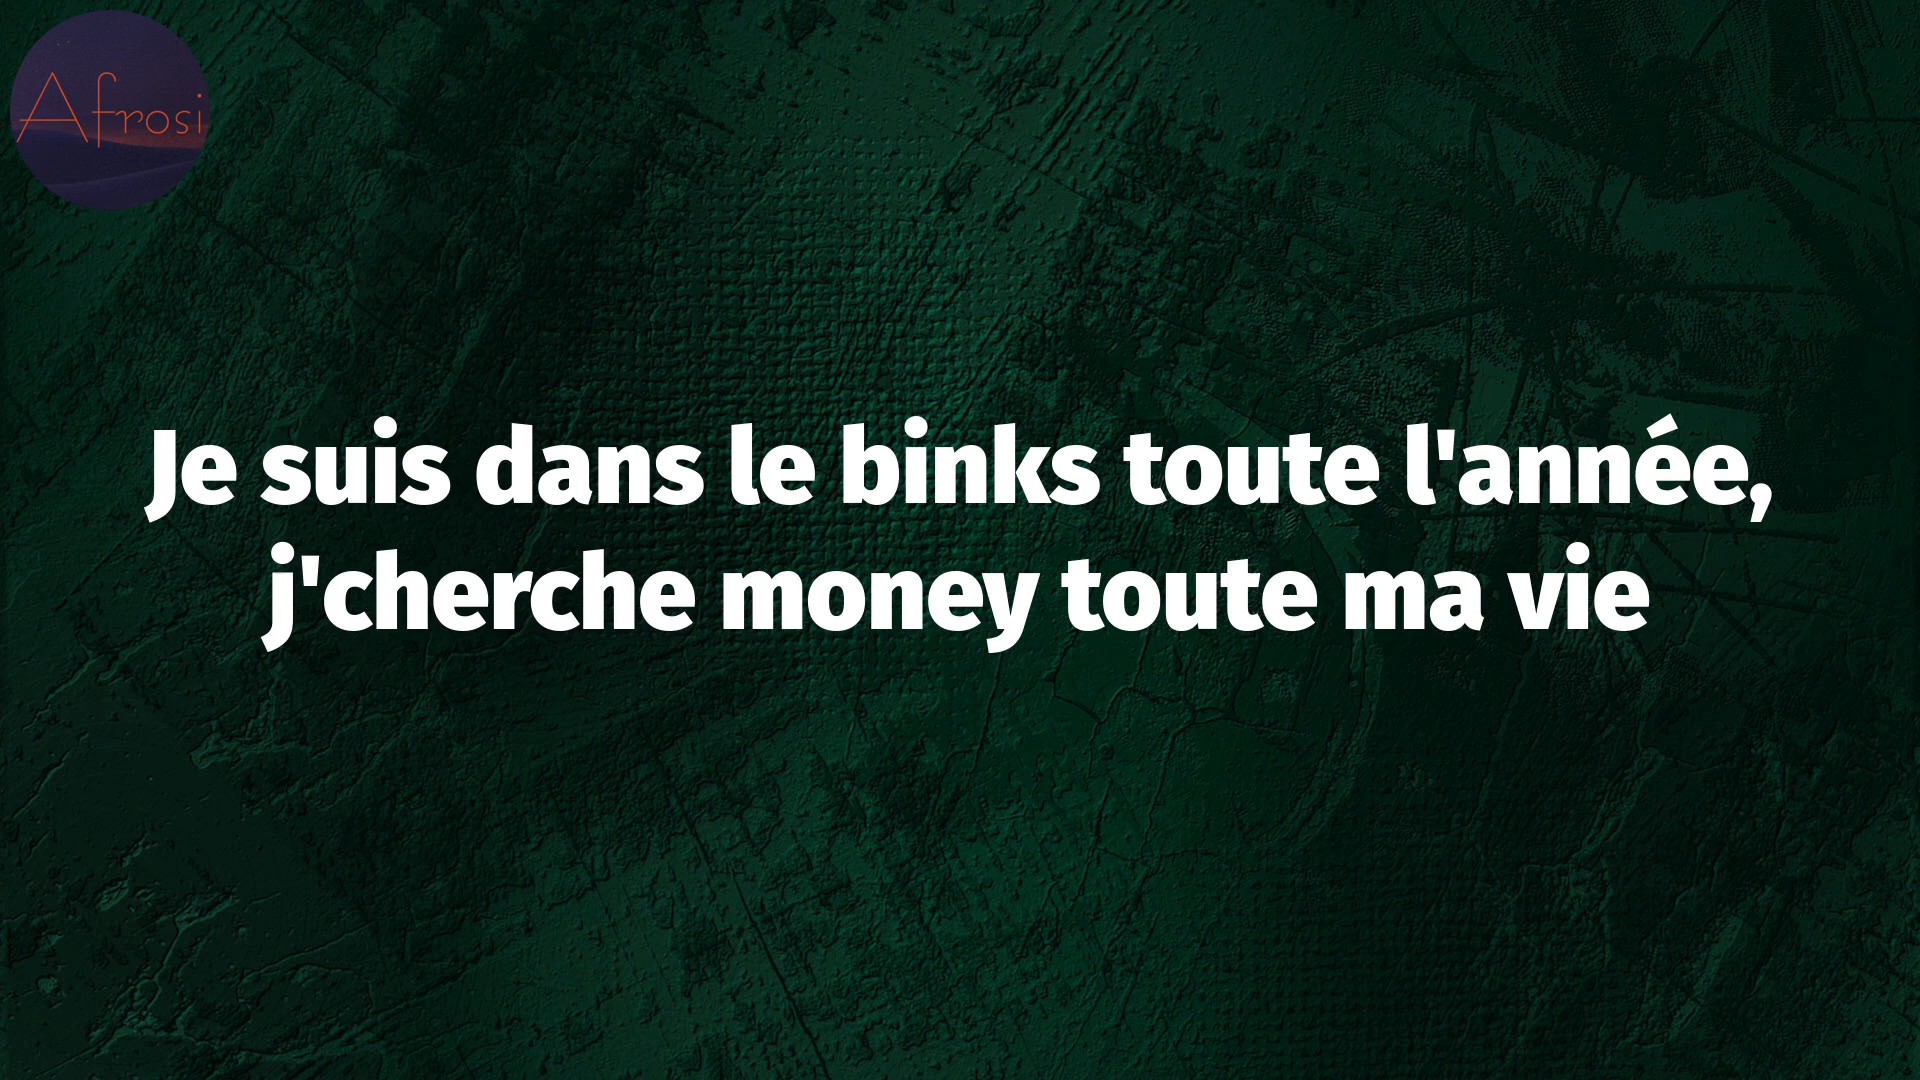 Afrosi
Je suis dans le binks toute l'année,
j'cherche money toute ma vie